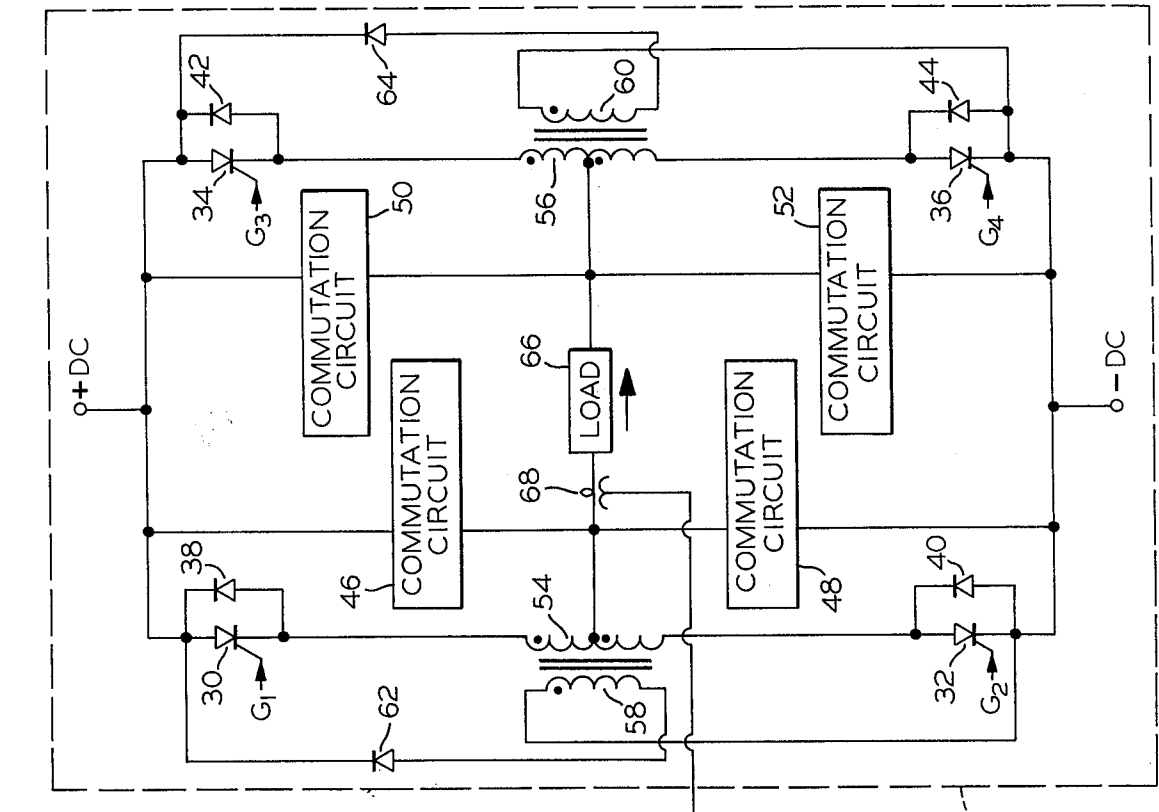 64
42
60
44
34
G3
56
36
G4
50
COMMUTATION
CIRCUIT
52
COMMUTATION
CIRCUIT
+DC
66
LOAD
-DC
COMMUTATION
CIRCUIT
46
68
COMMUTATION
CIRCUIT
48
38
30
G1
54
40
32
G2
62
58